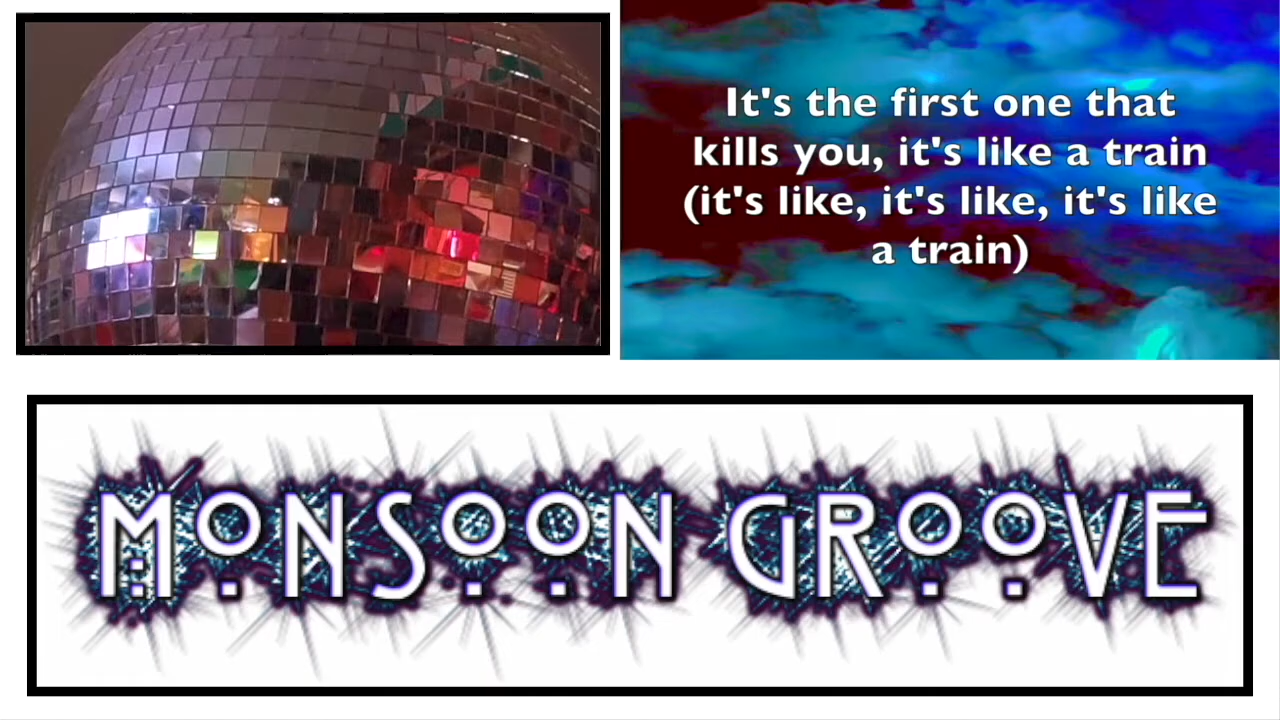 It's the first one that
kills you, it's like a train
(it's like, it's like, it's like
a train)
MONSOON GROOVE